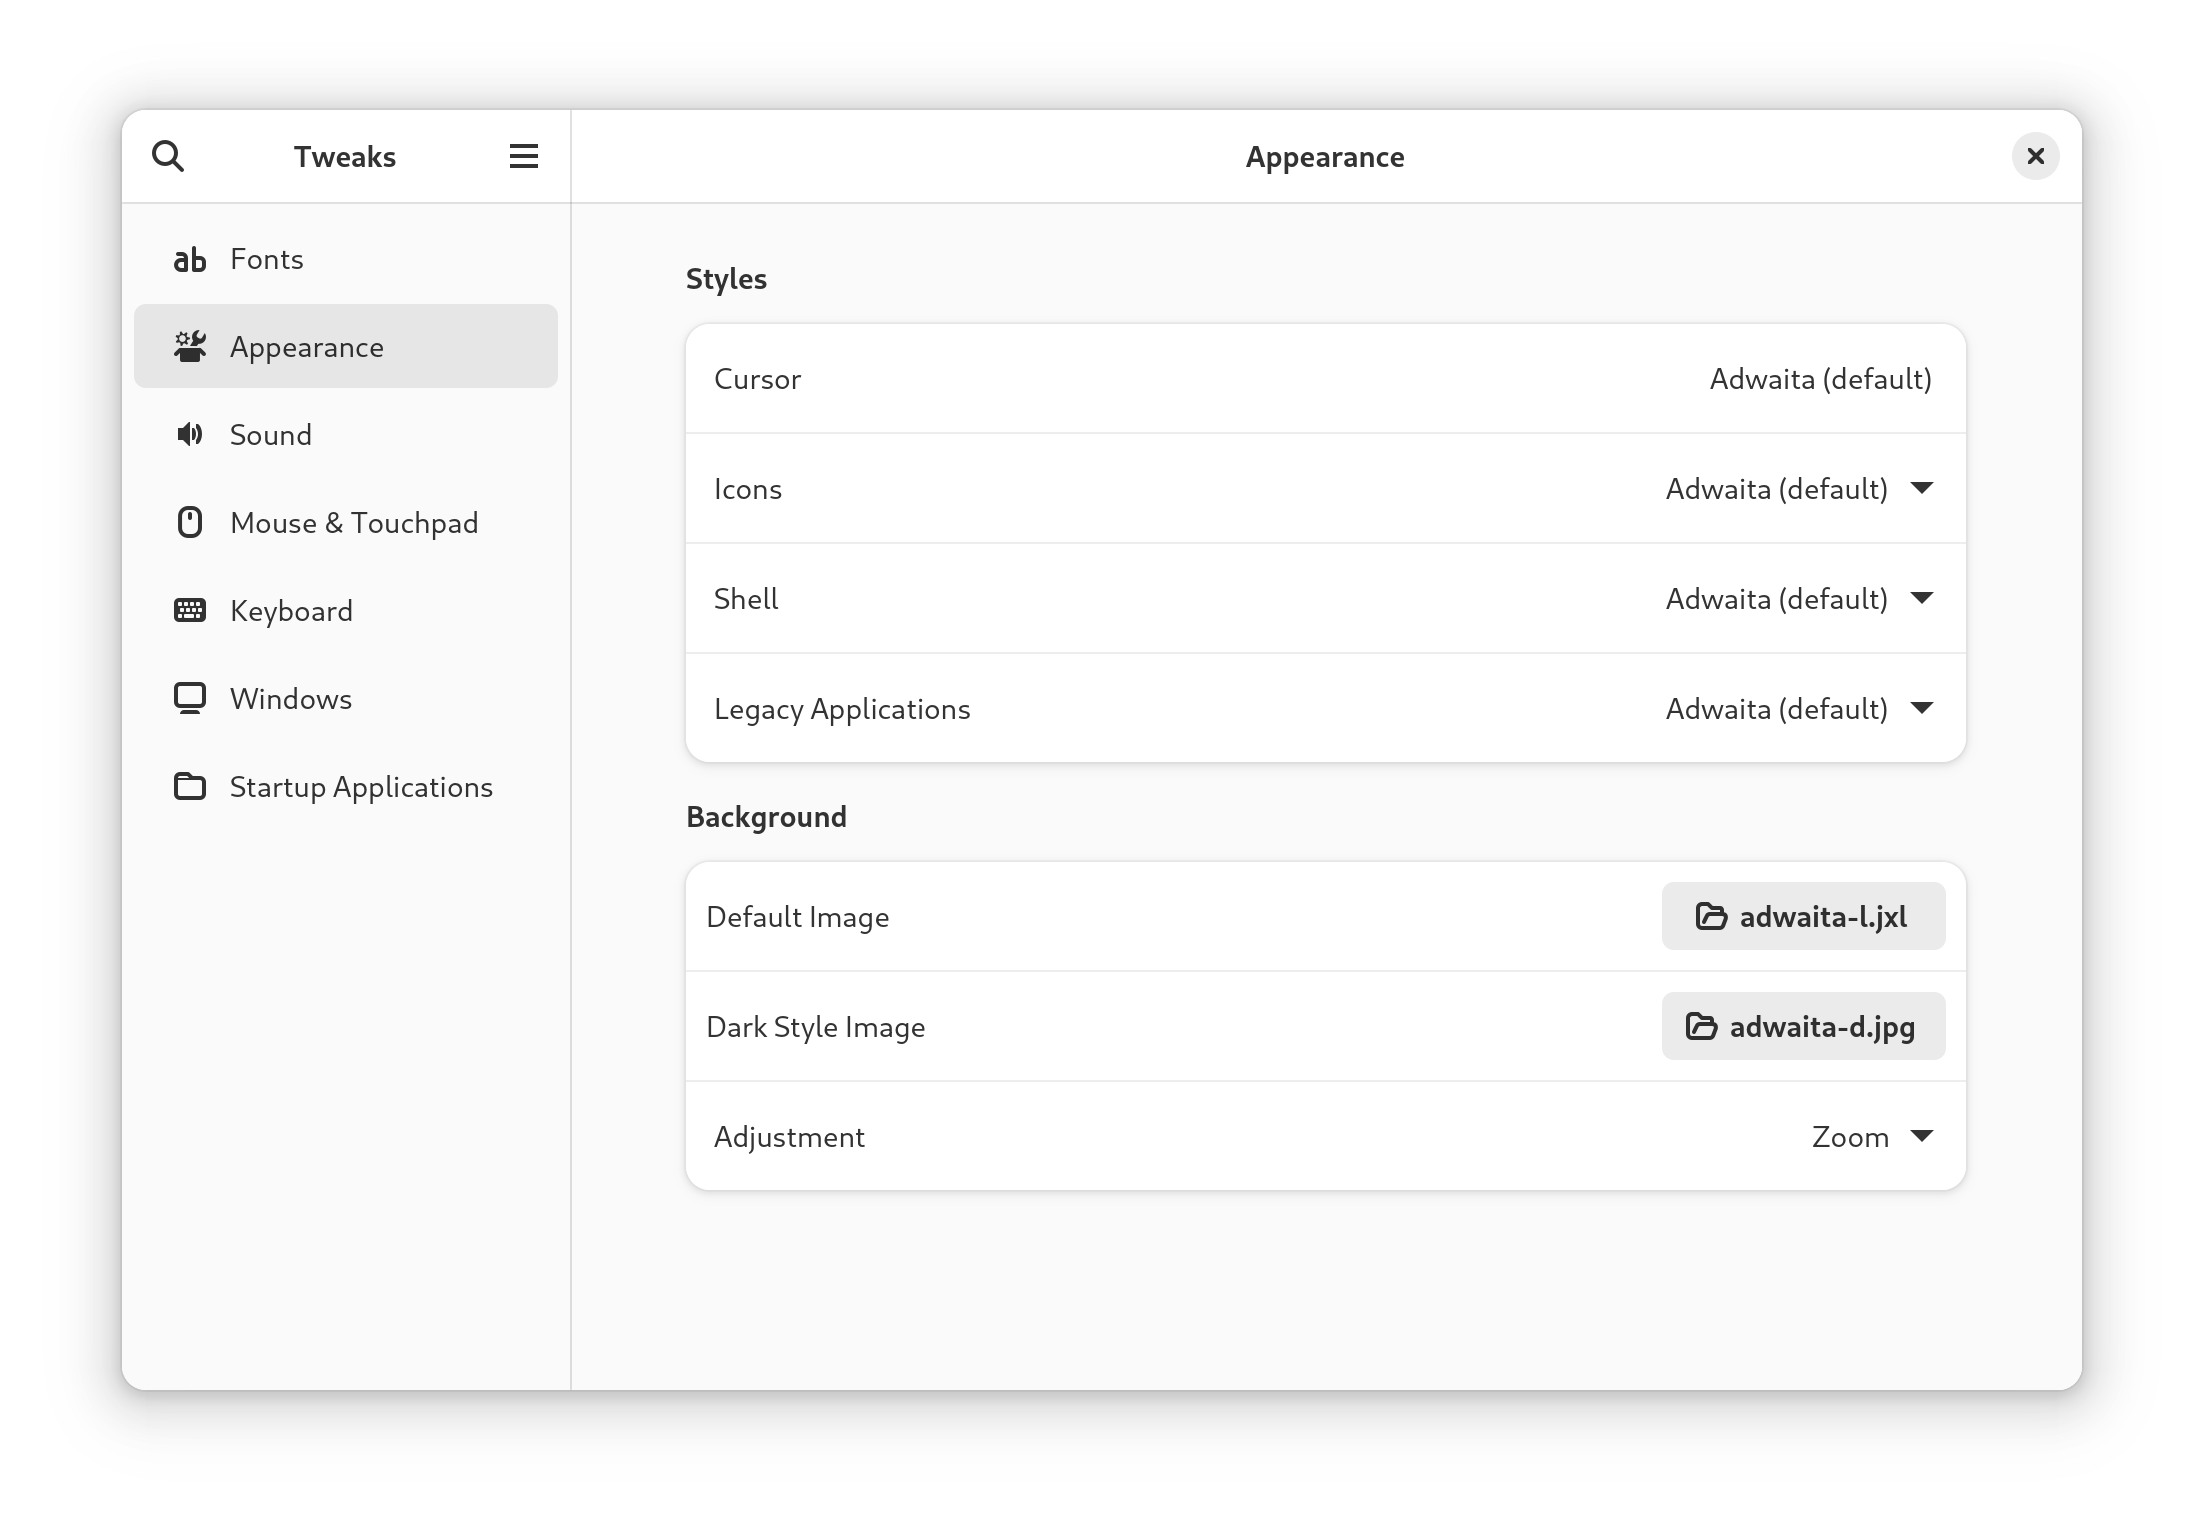 Tweaks
Appearance
Fonts
Appearance
Sound
Mouse & Touchpad
Keyboard
Windows
Startup Applications
Styles
Cursor Adwaita (default)
Icons Adwaita (default)
Shell Adwaita (default)
Legacy Applications Adwaita (default)
Background
Default Image adwaita-l.jxl
Dark Style Image adwaita-d.jpg
Adjustment Zoom